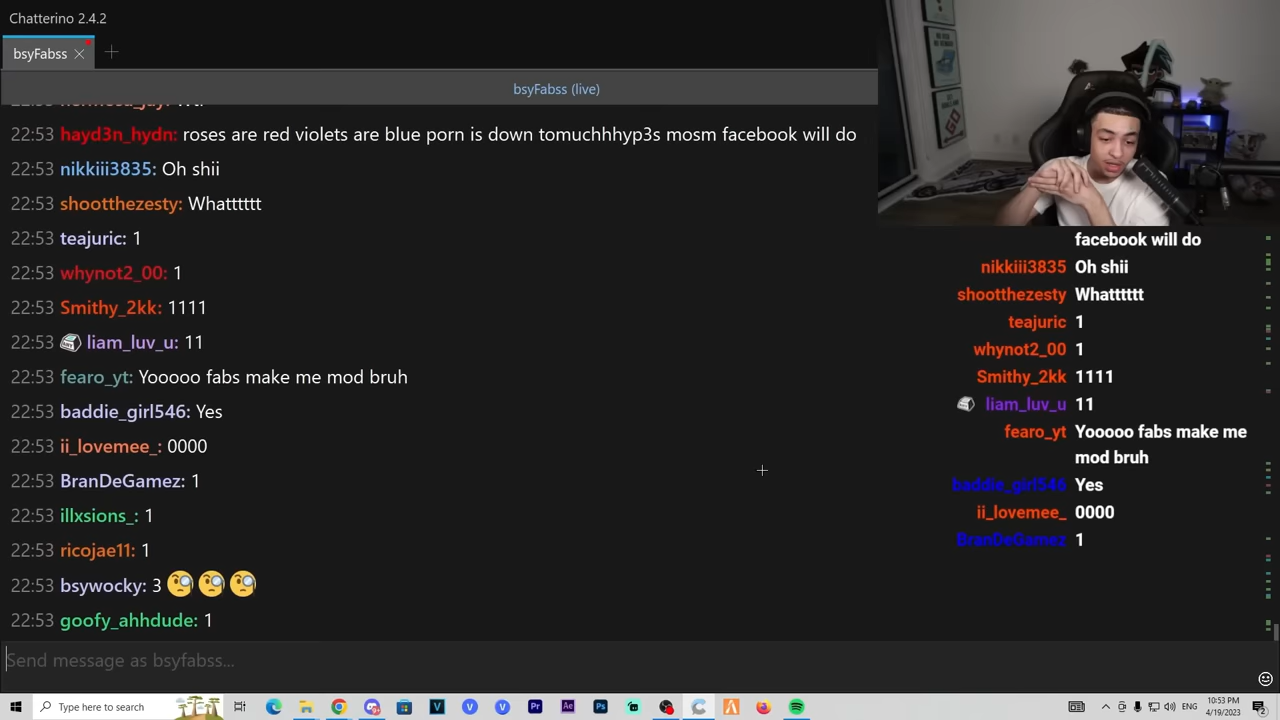 Chatterino 2.4.2
bsyFabss
bsyFabss (live)
22:53 hayd3n_hydn: roses are red violets are blue porn is down tomuchhhyp3s mosm facebook will do
22:53 nikkiii3835: Oh shii
22:53 shootthezesty: Whatttttt
22:53 teajuric: 1
22:53 whynot2_00: 1
22:53 Smithy_2kk: 1111
22:53 liam_luv_u: 11
22:53 fearo_yt: Yooooo fabs make me mod bruh
22:53 baddie_girl546: Yes
22:53 ii_lovemee_: 0000
22:53 BranDeGamez: 1
22:53 illxsions_: 1
22:53 ricojae11: 1
22:53 bsywocky: 3 🧐🧐🧐
22:53 goofy_ahhdude: 1
Send message as bsyfabss...
facebook will do
nikkiii3835 Oh shii
shootthezesty Whatttttt
teajuric 1
whynot2_00 1
Smithy_2kk 1111
liam_luv_u 11
fearo_yt Yooooo fabs make me
mod bruh
baddie_girl546 Yes
ii_lovemee_ 0000
BranDeGamez 1
Type here to search
ENG
10:53 PM
4/19/2023